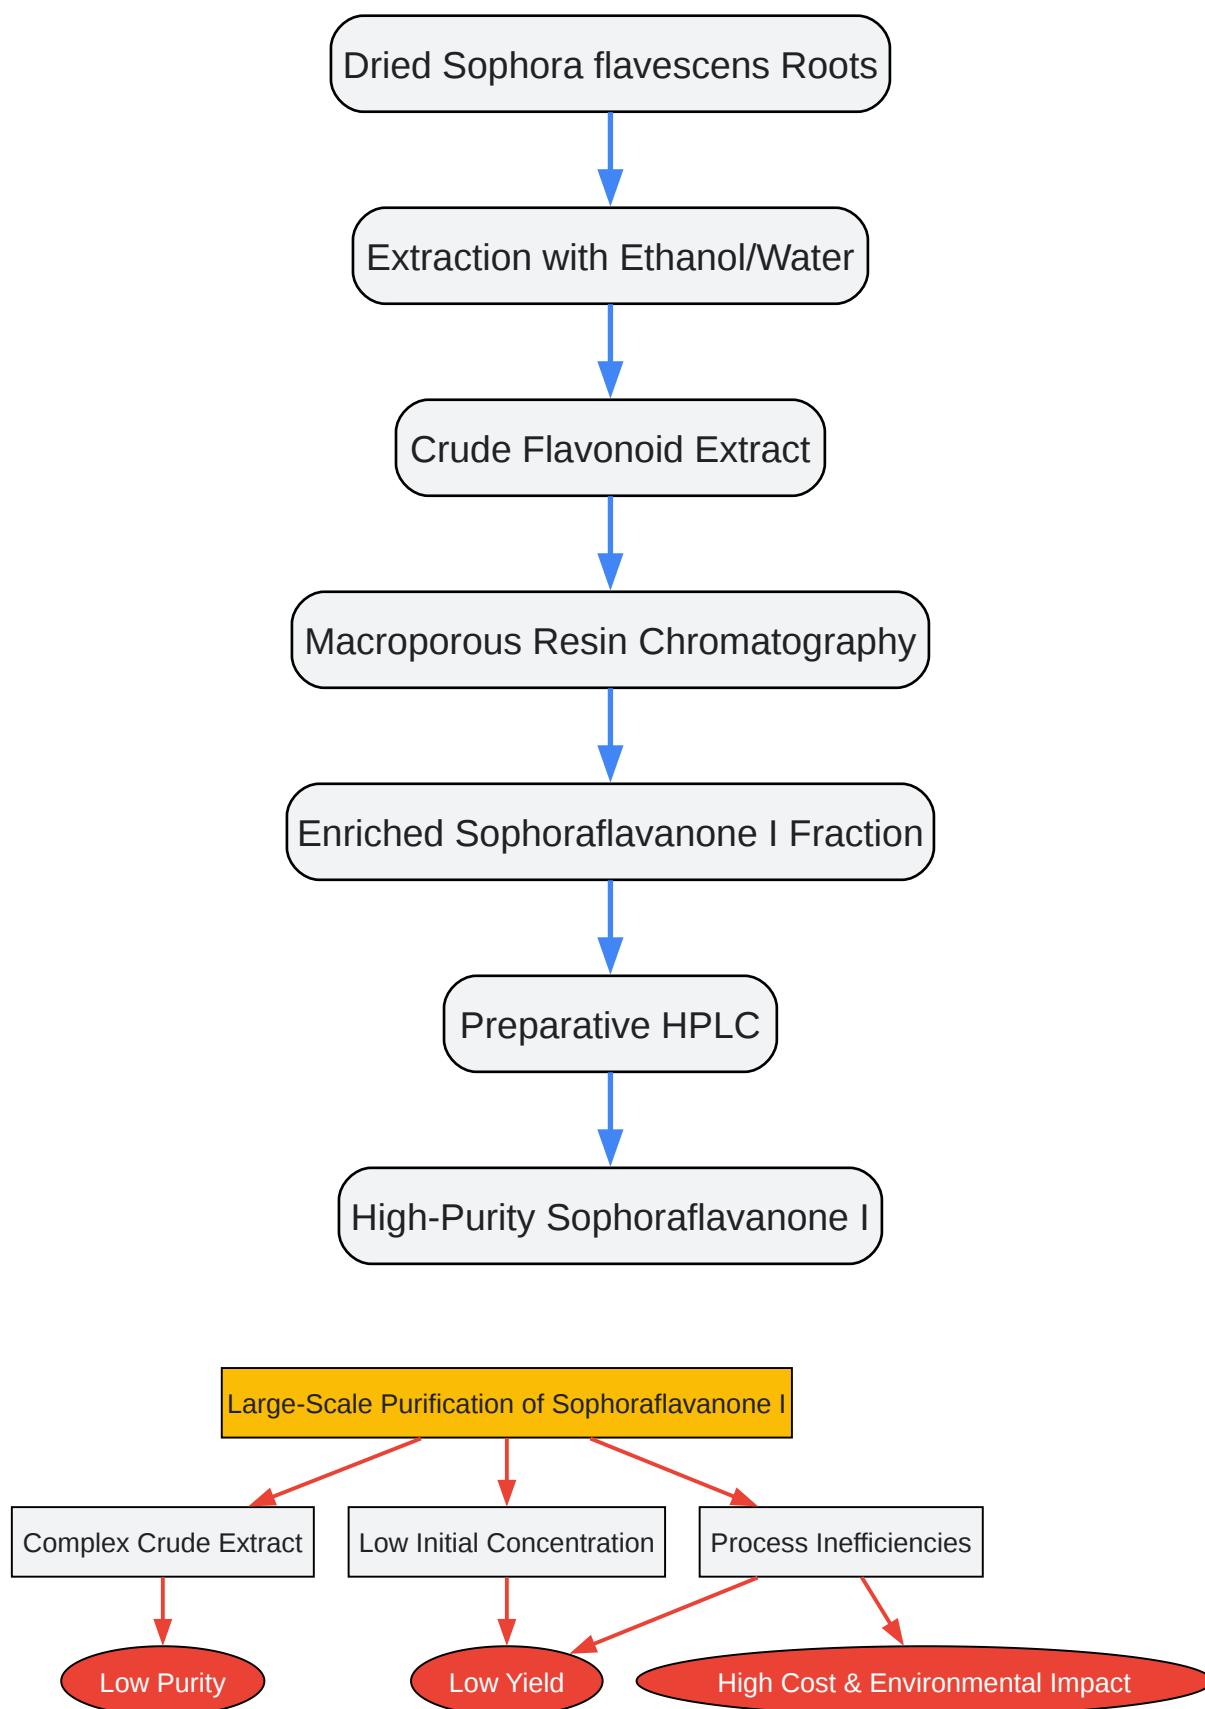 Dried Sophora flavescens Roots
Extraction with Ethanol/Water
Crude Flavonoid Extract
Macroporous Resin Chromatography
Enriched Sophoraflavanone I Fraction
Preparative HPLC
High-Purity Sophoraflavanone I
Large-Scale Purification of Sophoraflavanone I
Complex Crude Extract
Low Initial Concentration
Process Inefficiencies
Low Purity
Low Yield
High Cost & Environmental Impact